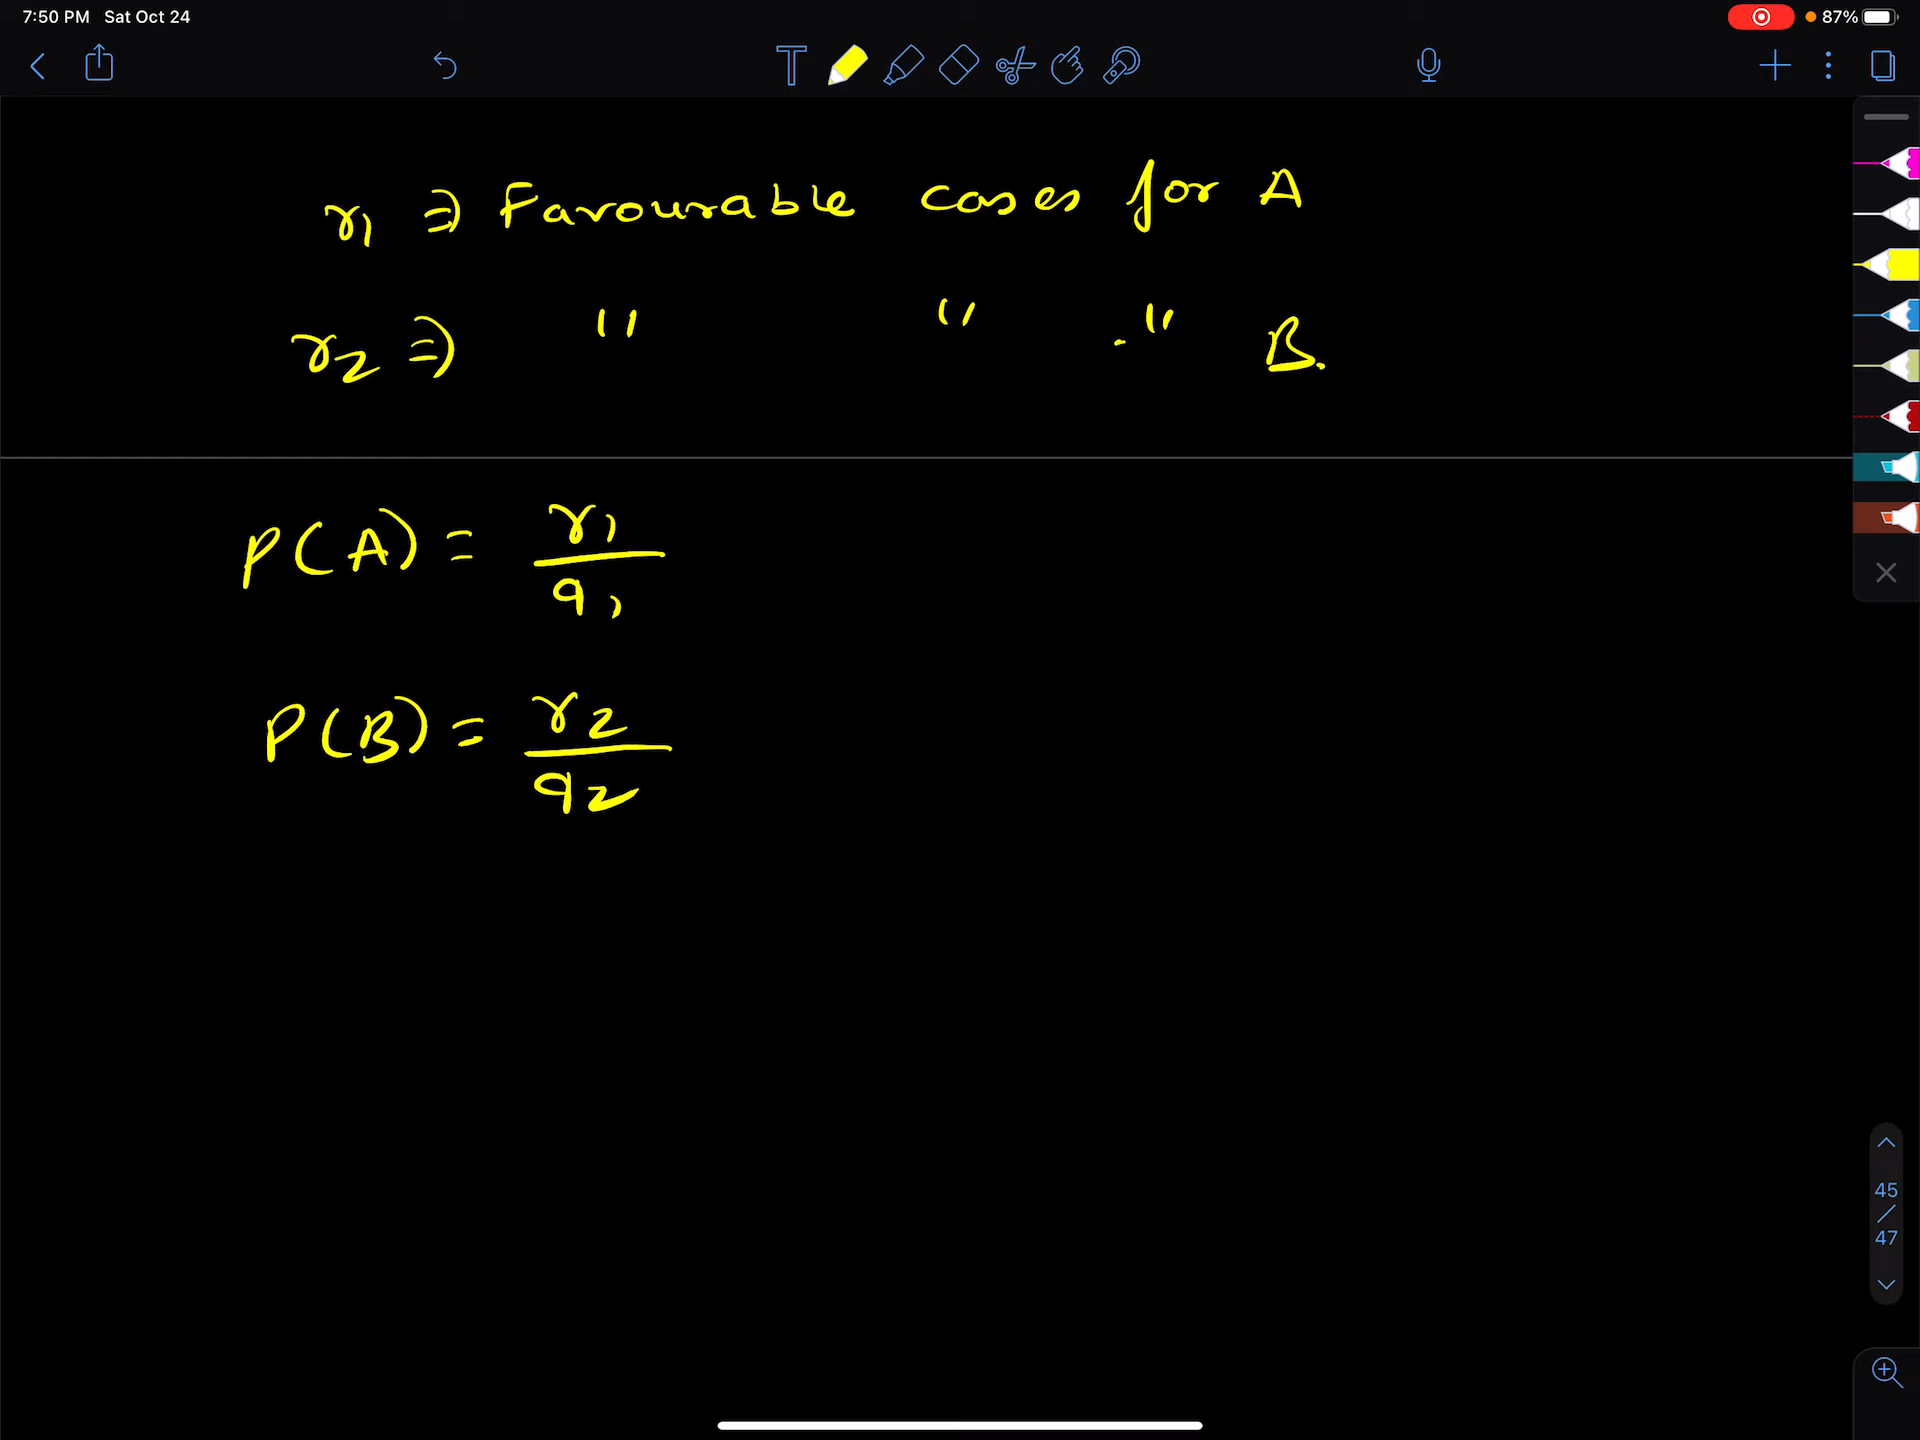 7:50 PM Sat Oct 24
87%
r1 ⇒ Favourable cases for A
r2 ⇒ " " " B.
P(A) = r1/q1
P(B) = r2/q2
45
/
47